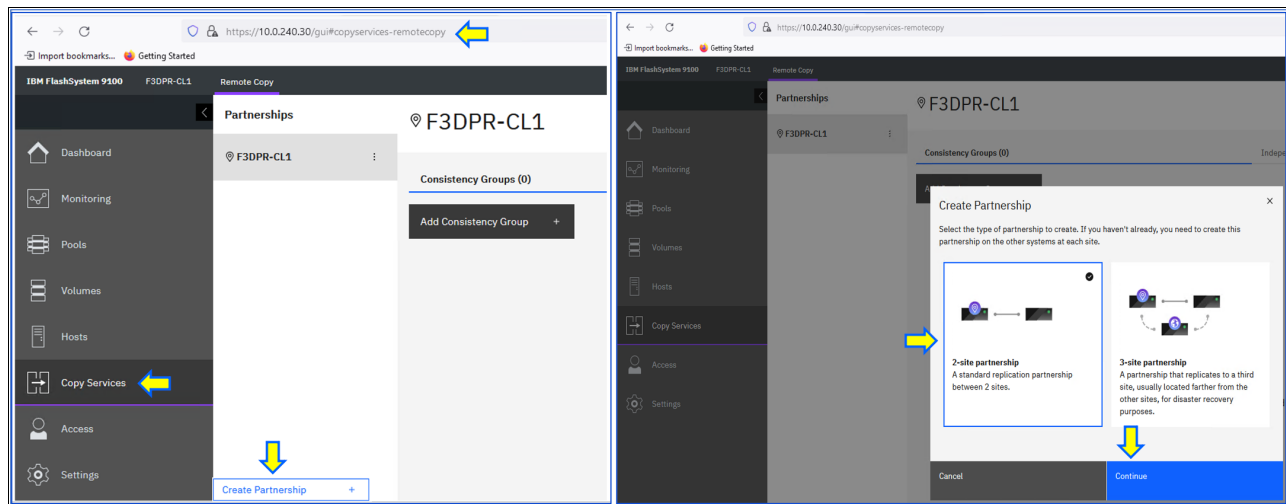 https://10.0.240.30/gui#copyservices-remotecopy
Import bookmarks... Getting Started
IBM FlashSystem 9100 F3DPR-CL1 Remote Copy
Partnerships
F3DPR-CL1
F3DPR-CL1
Dashboard
Consistency Groups (0)
Monitoring
Add Consistency Group +
Pools
Volumes
Hosts
Copy Services
Access
Settings
Create Partnership +
https://10.0.240.30/gui#copyservices-remotecopy
Import bookmarks... Getting Started
IBM FlashSystem 9100 F3DPR-CL1 Remote Copy
Partnerships
F3DPR-CL1
F3DPR-CL1
Dashboard
Consistency Groups (0)
Monitoring
Pools
Volumes
Hosts
Copy Services
Access
Settings
Create Partnership
Select the type of partnership to create. If you haven't already, you need to create this
partnership on the other systems at each site.
2-site partnership
A standard replication partnership
between 2 sites.
3-site partnership
A partnership that replicates to a third
site, usually located farther from the
other sites, for disaster recovery
purposes.
Cancel
Continue